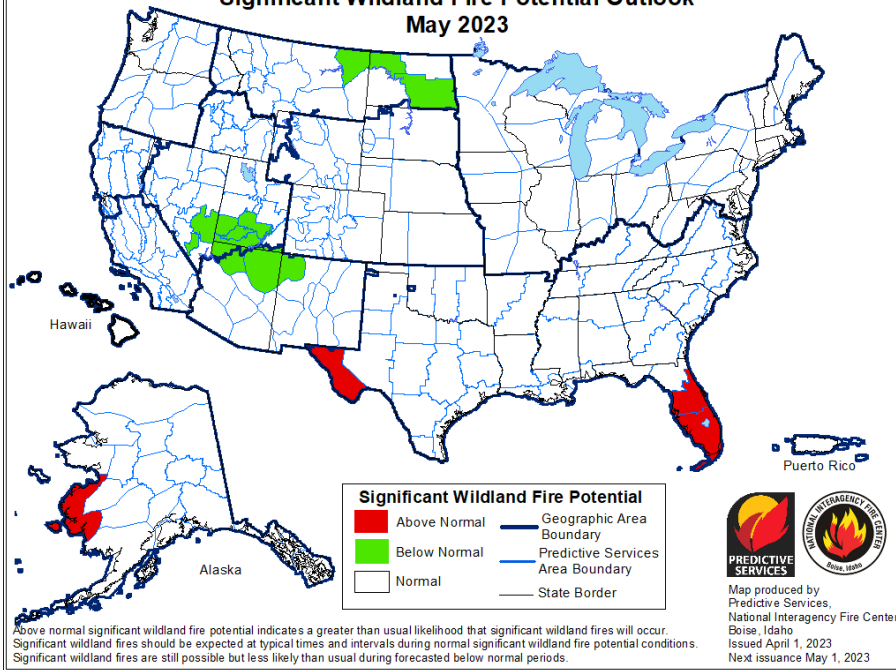 Significant Wildland Fire Potential Outlook
May 2023
Hawaii
Alaska
Puerto Rico
Significant Wildland Fire Potential
Above Normal
Below Normal
Normal
Geographic Area
Boundary
Predictive Services
Area Boundary
State Border
PREDICTIVE
SERVICES
NATIONAL INTERAGENCY FIRE CENTER
Boise, Idaho
Map produced by
Predictive Services,
National Interagency Fire Center
Boise, Idaho
Issued April 1, 2023
Next issuance May 1, 2023
Above normal significant wildland fire potential indicates a greater than usual likelihood that significant wildland fires will occur.
Significant wildland fires should be expected at typical times and intervals during normal significant wildland fire potential conditions.
Significant wildland fires are still possible but less likely than usual during forecasted below normal periods.